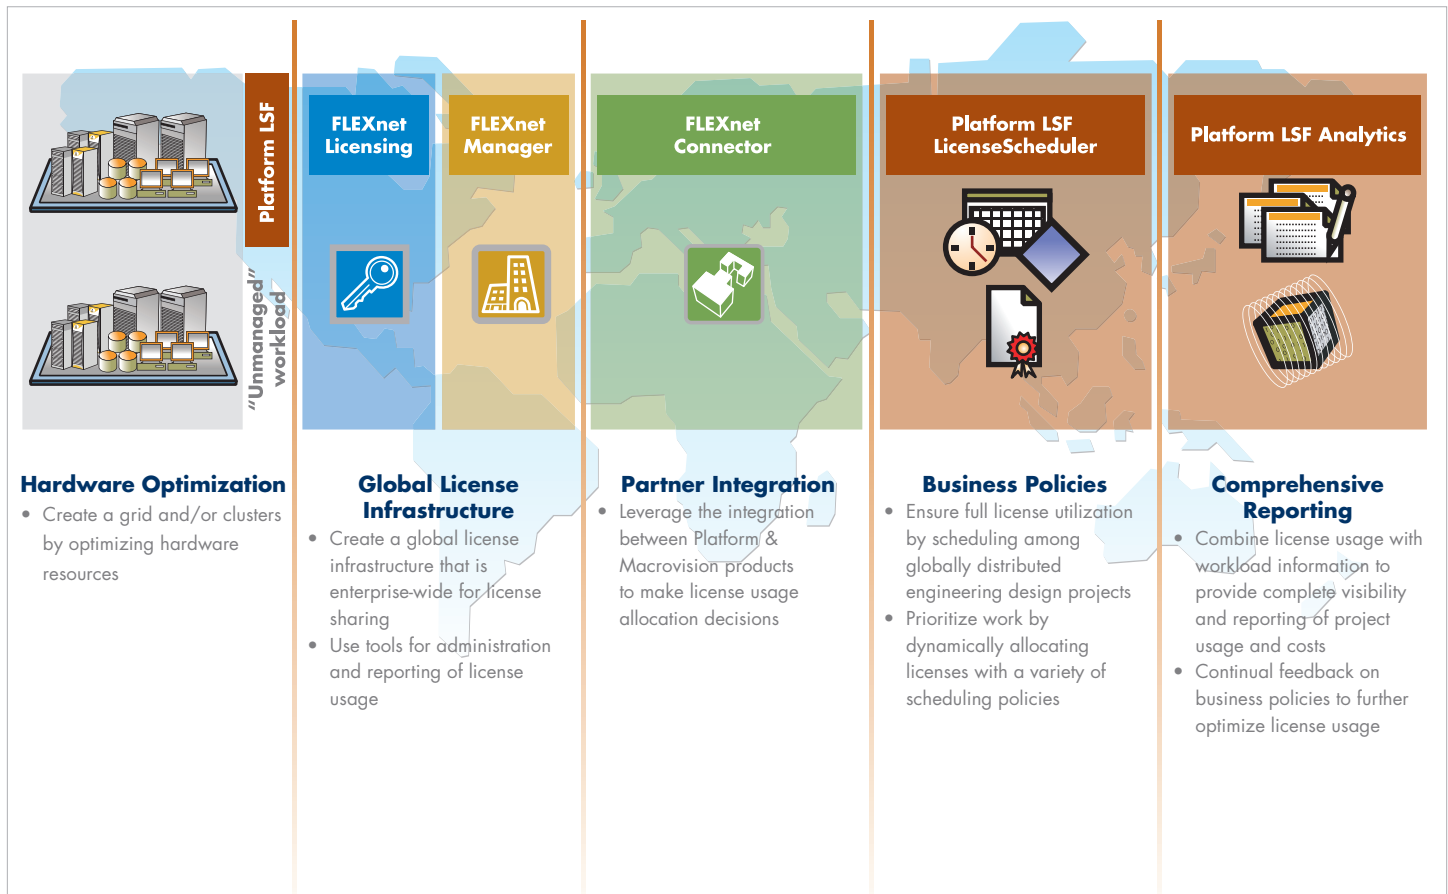 Platform LSF
“Unmanaged”
workload
FLEXnet
Licensing
FLEXnet
Manager
FLEXnet
Connector
Platform LSF
LicenseScheduler
Platform LSF Analytics
Hardware Optimization
• Create a grid and/or clusters
by optimizing hardware
resources
Global License
Infrastructure
• Create a global license
infrastructure that is
enterprise-wide for license
sharing
• Use tools for administration
and reporting of license
usage
Partner Integration
• Leverage the integration
between Platform &
Macrovision products
to make license usage
allocation decisions
Business Policies
• Ensure full license utilization
by scheduling among
globally distributed
engineering design projects
• Prioritize work by
dynamically allocating
licenses with a variety of
scheduling policies
Comprehensive
Reporting
• Combine license usage with
workload information to
provide complete visibility
and reporting of project
usage and costs
• Continual feedback on
business policies to further
optimize license usage